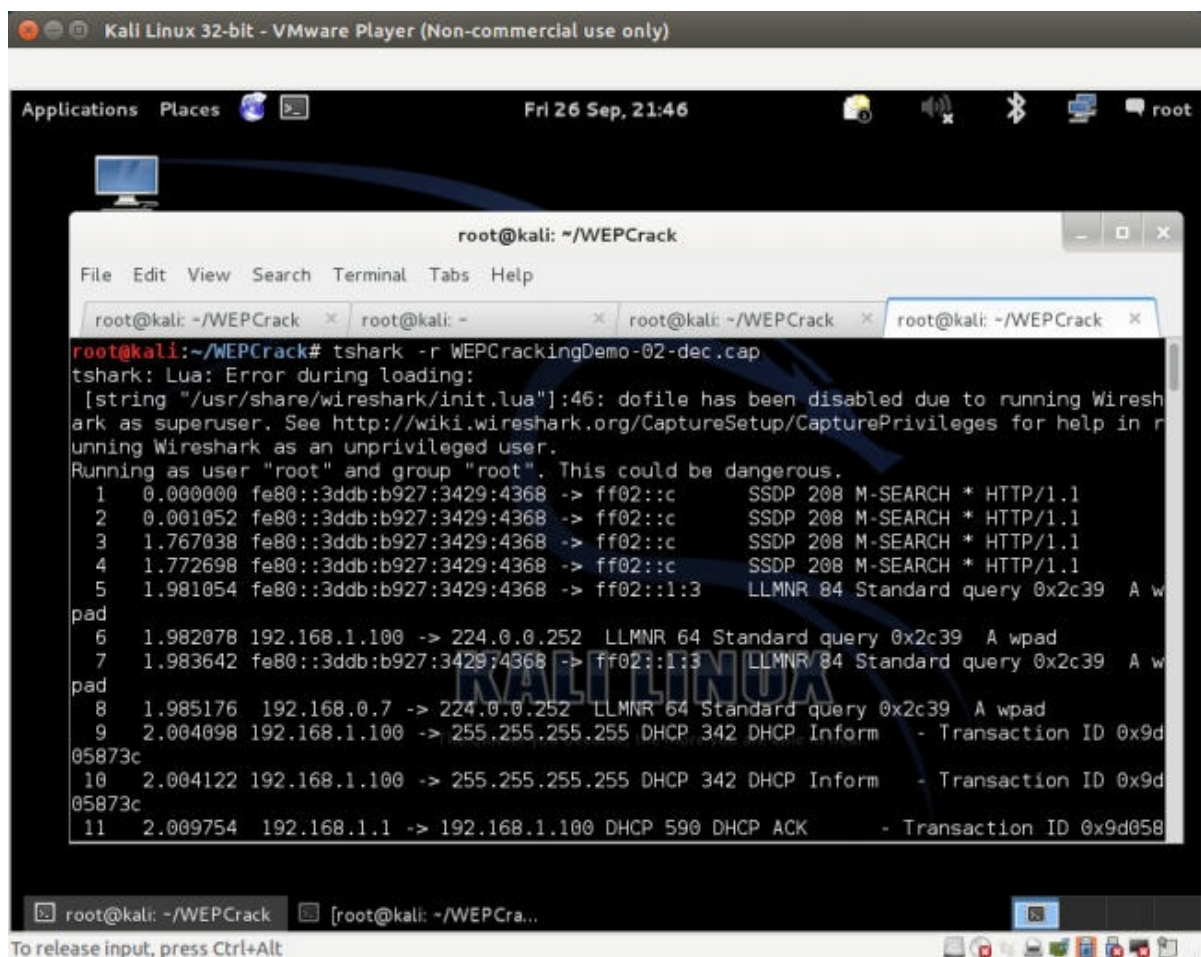 Kali Linux 32-bit - VMware Player (Non-commercial use only)
Applications Places Fri 26 Sep, 21:46 root
root@kali: ~/WEPCrack
File Edit View Search Terminal Tabs Help
root@kali: ~/WEPCrack × root@kali: ~ × root@kali: ~/WEPCrack × root@kali: ~/WEPCrack ×
root@kali:~/WEPCrack# tshark -r WEPCrackingDemo-02-dec.cap
tshark: Lua: Error during loading:
[string "/usr/share/wireshark/init.lua"]:46: dofile has been disabled due to running Wiresh
ark as superuser. See http://wiki.wireshark.org/CaptureSetup/CapturePrivileges for help in r
unning Wireshark as an unprivileged user.
Running as user "root" and group "root". This could be dangerous.
1 0.000000 fe80::3ddb:b927:3429:4368 -> ff02::c SSDP 208 M-SEARCH * HTTP/1.1
2 0.001052 fe80::3ddb:b927:3429:4368 -> ff02::c SSDP 208 M-SEARCH * HTTP/1.1
3 1.767038 fe80::3ddb:b927:3429:4368 -> ff02::c SSDP 208 M-SEARCH * HTTP/1.1
4 1.772698 fe80::3ddb:b927:3429:4368 -> ff02::c SSDP 208 M-SEARCH * HTTP/1.1
5 1.981054 fe80::3ddb:b927:3429:4368 -> ff02::1:3 LLMNR 84 Standard query 0x2c39 A w
pad
6 1.982078 192.168.1.100 -> 224.0.0.252 LLMNR 64 Standard query 0x2c39 A wpad
7 1.983642 fe80::3ddb:b927:3429:4368 -> ff02::1:3 LLMNR 84 Standard query 0x2c39 A w
pad
KALI LINUX
8 1.985176 192.168.0.7 -> 224.0.0.252 LLMNR 64 Standard query 0x2c39 A wpad
9 2.004098 192.168.1.100 -> 255.255.255.255 DHCP 342 DHCP Inform - Transaction ID 0x9d
05873c
10 2.004122 192.168.1.100 -> 255.255.255.255 DHCP 342 DHCP Inform - Transaction ID 0x9d
05873c
11 2.009754 192.168.1.1 -> 192.168.1.100 DHCP 590 DHCP ACK - Transaction ID 0x9d058
root@kali: ~/WEPCrack [root@kali: ~/WEPCra...
To release input, press Ctrl+Alt